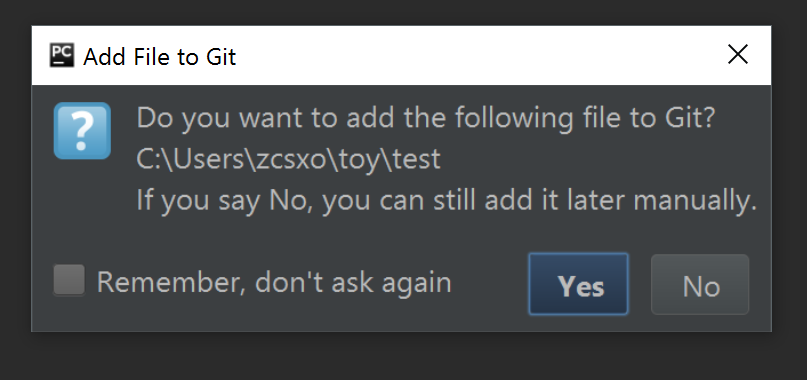 PC Add File to Git
Do you want to add the following file to Git?
C:\Users\zcsxo\toy\test
If you say No, you can still add it later manually.
Remember, don't ask again Yes No